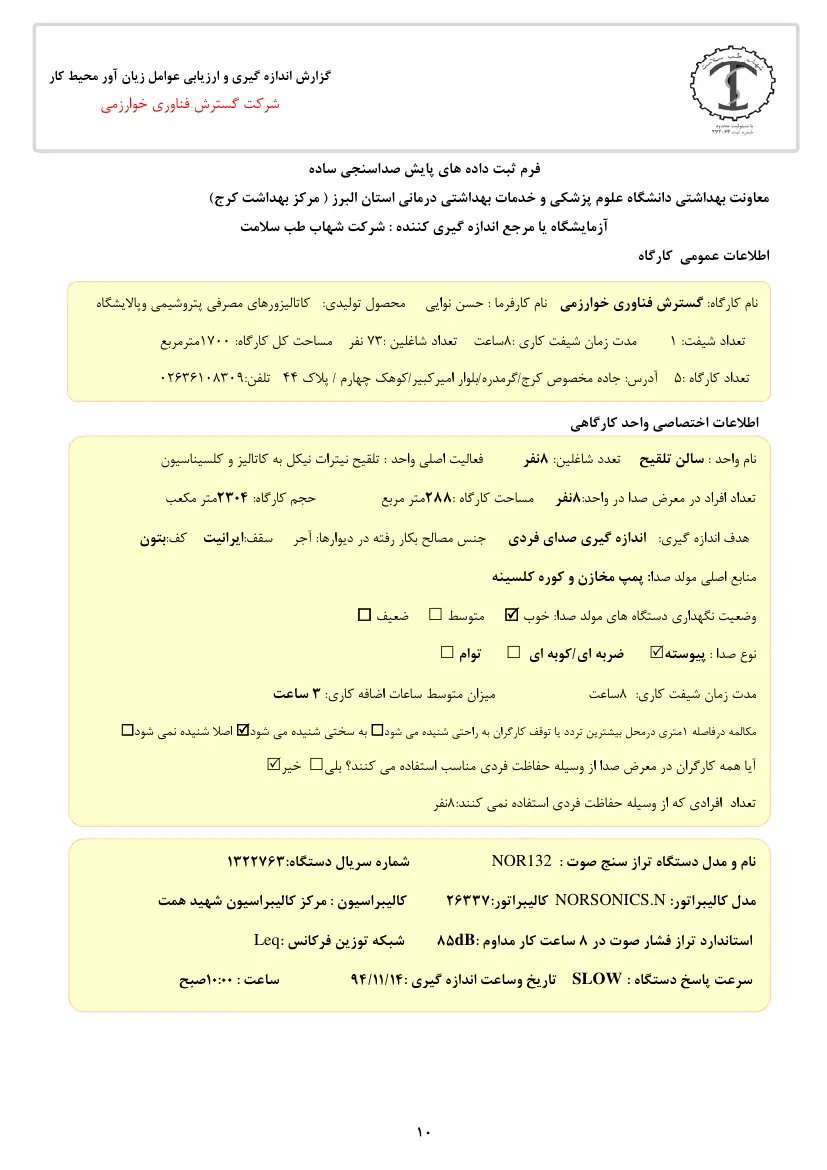 گزارش اندازه گیری و ارزیابی عوامل زیان آور محیط کار
شرکت گسترش فناوری خوارزمی
شهاب طب سلامت
با مسئولیت محدود
شماره ثبت ۲۷۳۰۶۴
فرم ثبت داده های پایش صداسنجی ساده
معاونت بهداشتی دانشگاه علوم پزشکی و خدمات بهداشتی درمانی استان البرز ( مرکز بهداشت کرج)
آزمایشگاه یا مرجع اندازه گیری کننده : شرکت شهاب طب سلامت
اطلاعات عمومی کارگاه
نام کارگاه: گسترش فناوری خوارزمی نام کارفرما : حسن نوایی محصول تولیدی: کاتالیزورهای مصرفی پتروشیمی وپالایشگاه
تعداد شیفت: ۱ مدت زمان شیفت کاری :۸ساعت تعداد شاغلین :۷۳ نفر مساحت کل کارگاه: ۱۷۰۰مترمربع
تعداد کارگاه :۵ آدرس: جاده مخصوص کرج/گرمدره/بلوار امیرکبیر/کوهک چهارم / پلاک ۴۴ تلفن:۰۲۶۳۶۱۰۸۳۰۹
اطلاعات اختصاصی واحد کارگاهی
نام واحد : سالن تلقیح تعدد شاغلین: ۸نفر فعالیت اصلی واحد : تلقیح نیترات نیکل به کاتالیز و کلسیناسیون
تعداد افراد در معرض صدا در واحد:۸نفر مساحت کارگاه :۲۸۸متر مربع حجم کارگاه: ۲۳۰۴متر مکعب
هدف اندازه گیری: اندازه گیری صدای فردی جنس مصالح بکار رفته در دیوارها: آجر سقف:ایرانیت کف:بتون
منابع اصلی مولد صدا: پمپ مخازن و کوره کلسینه
وضعیت نگهداری دستگاه های مولد صدا: خوب ☑ متوسط ☐ ضعیف ☐
نوع صدا : پیوسته☑ ضربه ای/کوبه ای ☐ توام ☐
مدت زمان شیفت کاری: ۸ساعت میزان متوسط ساعات اضافه کاری: ۳ ساعت
مکالمه درفاصله ۱متری درمحل بیشترین تردد یا توقف کارگران به راحتی شنیده می شود☐ به سختی شنیده می شود☑ اصلا شنیده نمی شود☐
آیا همه کارگران در معرض صدا از وسیله حفاظت فردی مناسب استفاده می کنند؟ بلی☐ خیر☑
تعداد افرادی که از وسیله حفاظت فردی استفاده نمی کنند:۸نفر
نام و مدل دستگاه تراز سنج صوت : NOR132 شماره سریال دستگاه:۱۳۲۲۷۶۳
مدل کالیبراتور: NORSONICS.N کالیبراتور:۲۶۳۳۷ کالیبراسیون : مرکز کالیبراسیون شهید همت
استاندارد تراز فشار صوت در ۸ ساعت کار مداوم :۸۵dB شبکه توزین فرکانس :Leq
سرعت پاسخ دستگاه : SLOW تاریخ وساعت اندازه گیری :۹۴/۱۱/۱۴ ساعت : ۱۰:۰۰صبح
۱۰